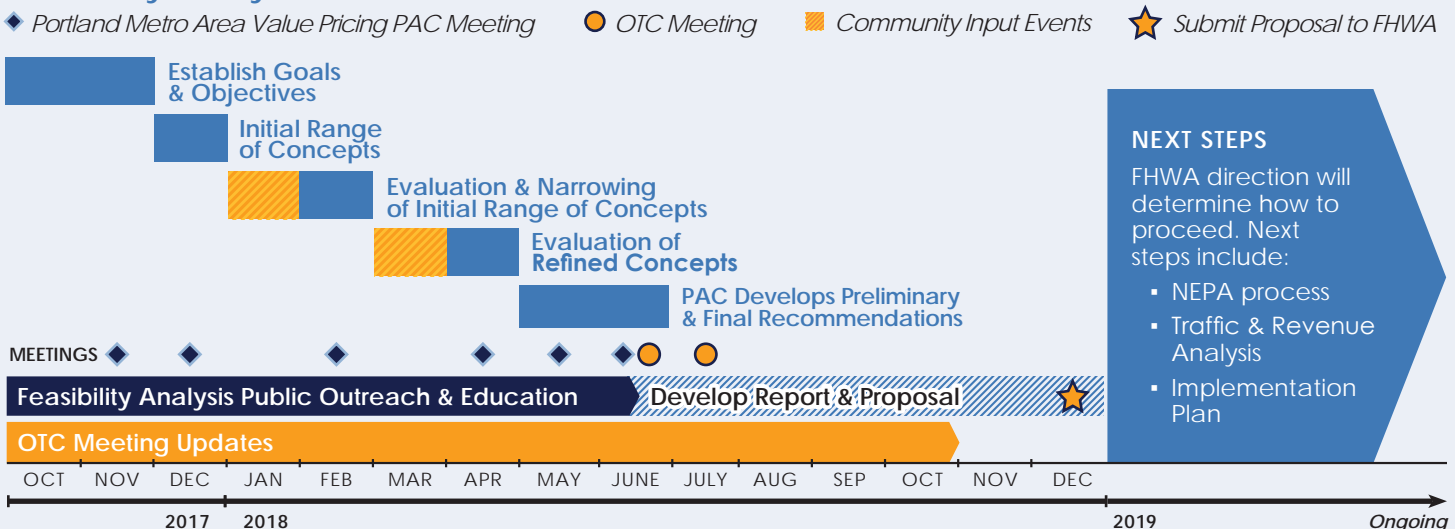 Portland Metro Area Value Pricing PAC Meeting
OTC Meeting
Community Input Events
Submit Proposal to FHWA
Establish Goals
& Objectives
Initial Range
of Concepts
Evaluation & Narrowing
of Initial Range of Concepts
Evaluation of
Refined Concepts
PAC Develops Preliminary
& Final Recommendations
NEXT STEPS
FHWA direction will
determine how to
proceed. Next
steps include:
▪ NEPA process
▪ Traffic & Revenue
Analysis
▪ Implementation
Plan
MEETINGS
Feasibility Analysis Public Outreach & Education
Develop Report & Proposal
OTC Meeting Updates
OCT NOV DEC JAN FEB MAR APR MAY JUNE JULY AUG SEP OCT NOV DEC
2017 2018 2019 Ongoing